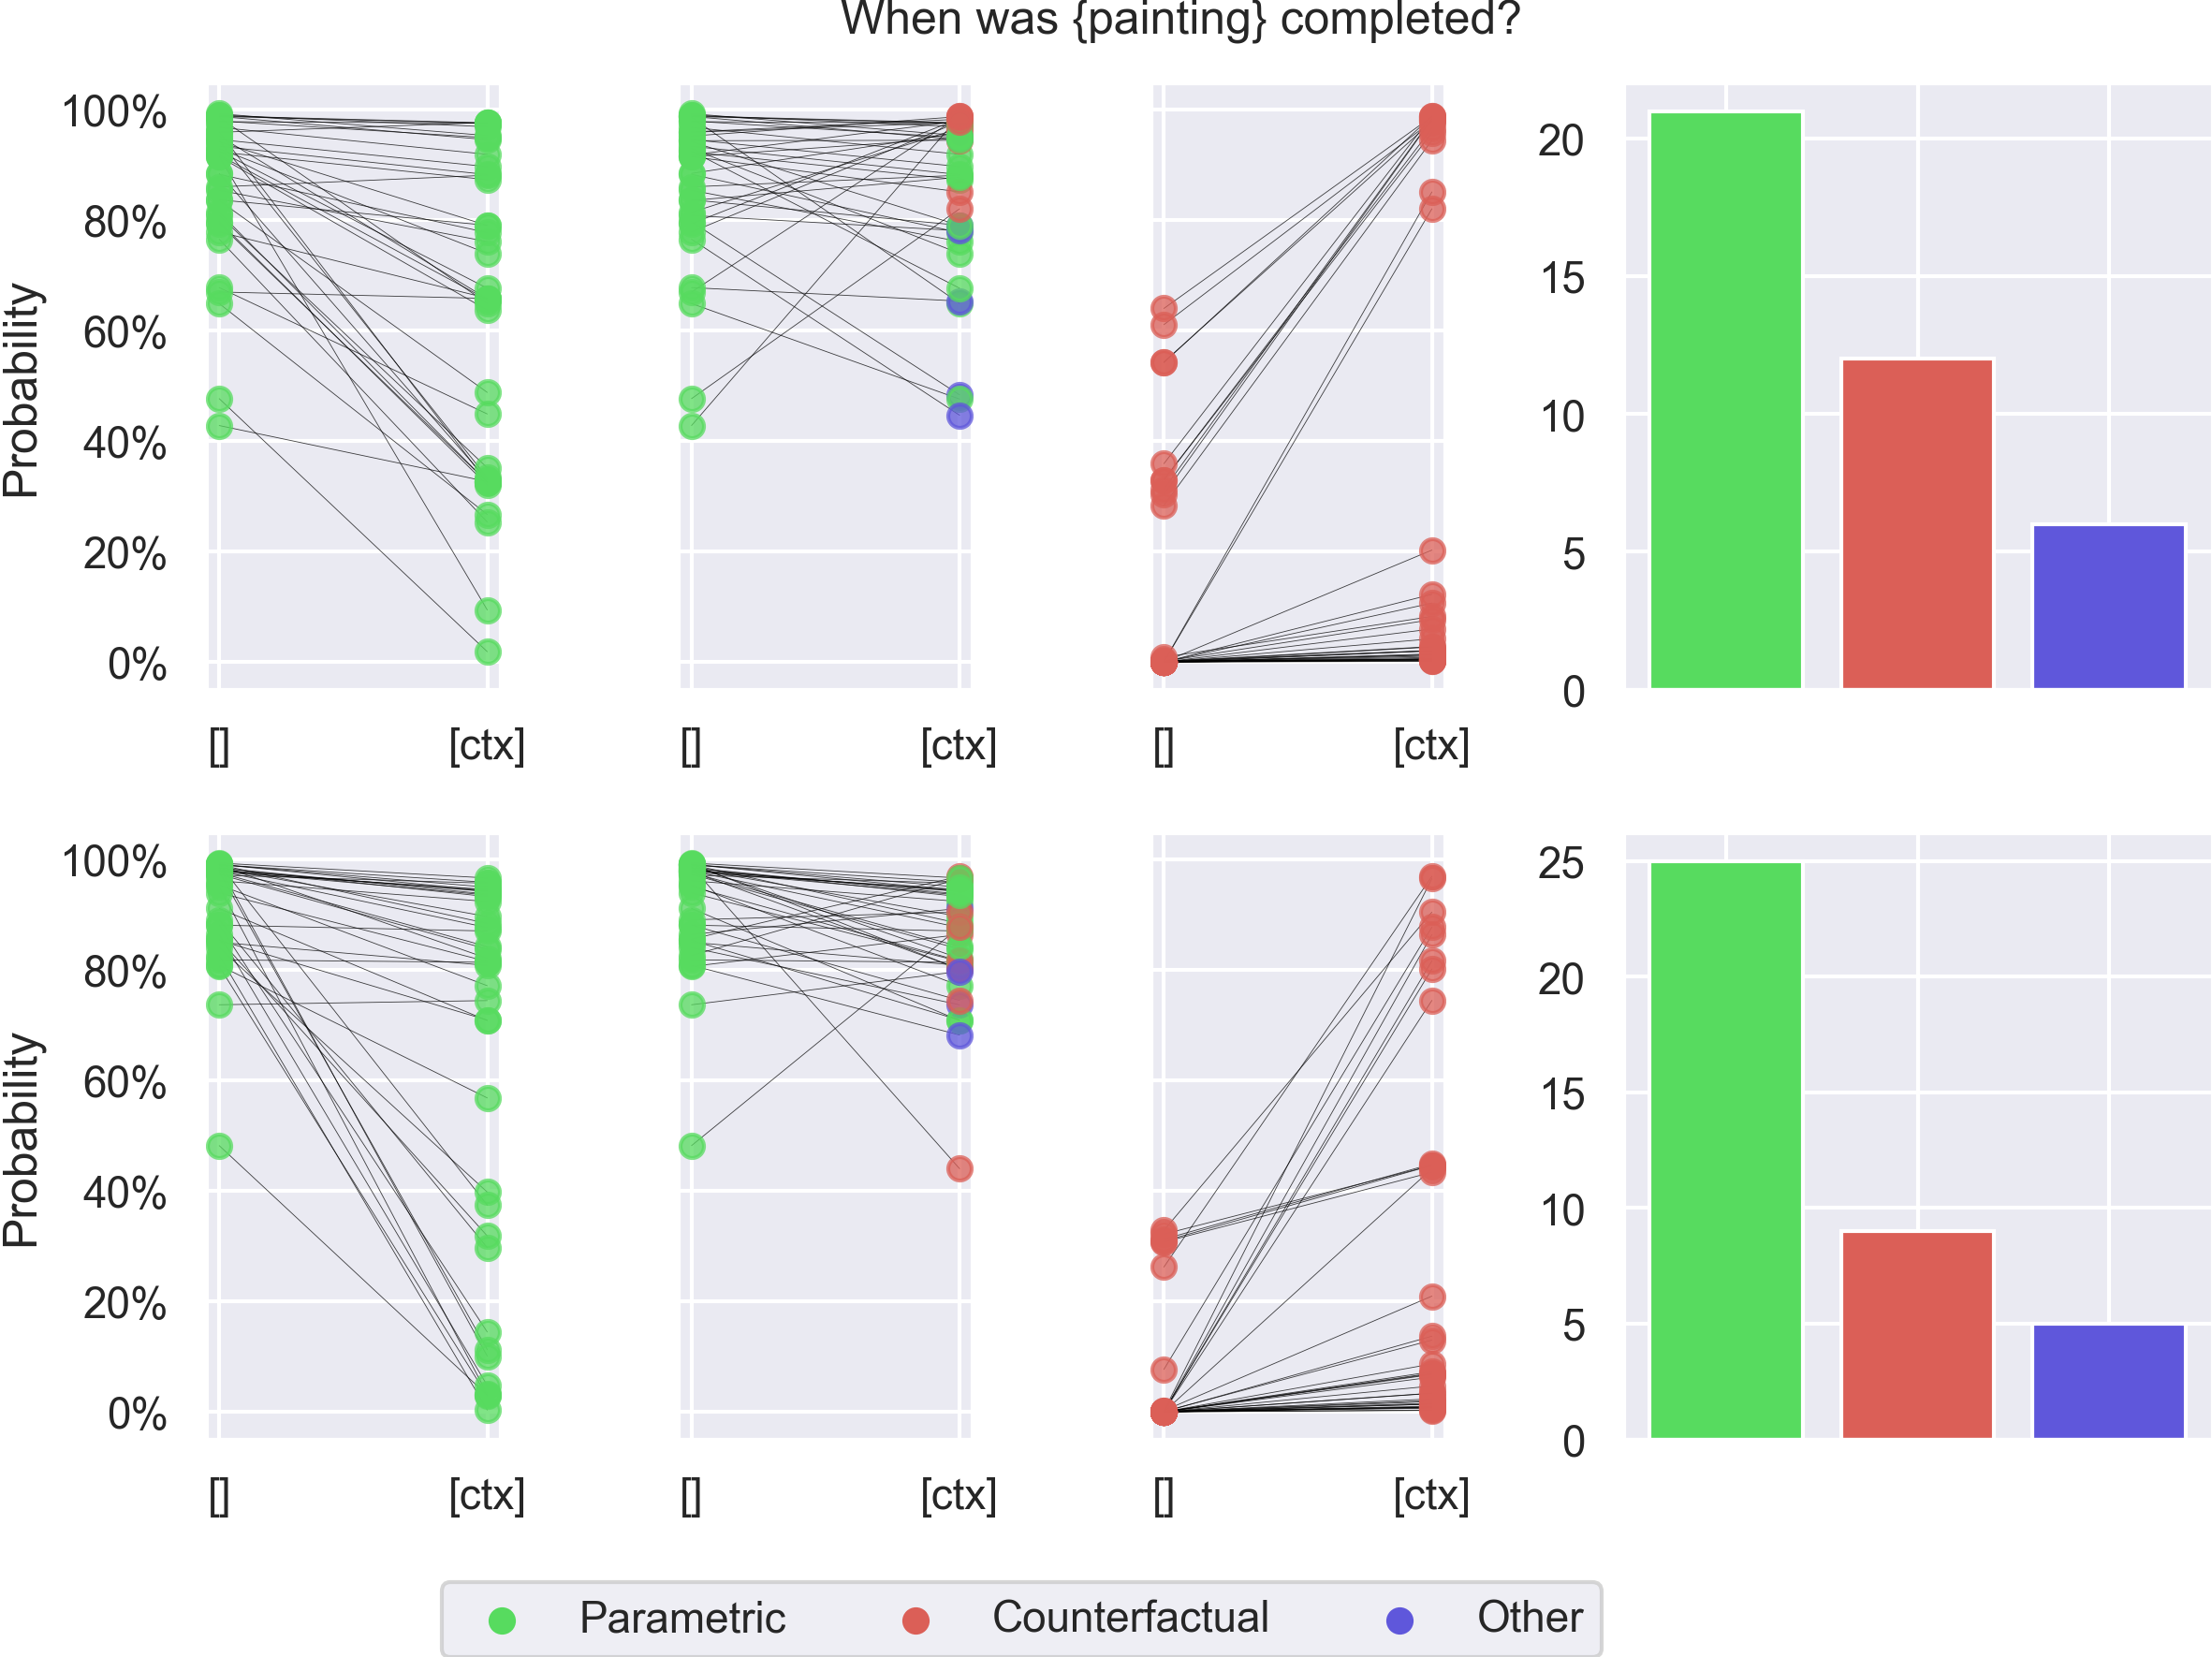 When was {painting} completed?
Probability
100%
80%
60%
40%
20%
0%
[] [ctx]
[] [ctx]
[] [ctx]
20
15
10
5
0
Probability
100%
80%
60%
40%
20%
0%
[] [ctx]
[] [ctx]
[] [ctx]
25
20
15
10
5
0
Parametric Counterfactual Other